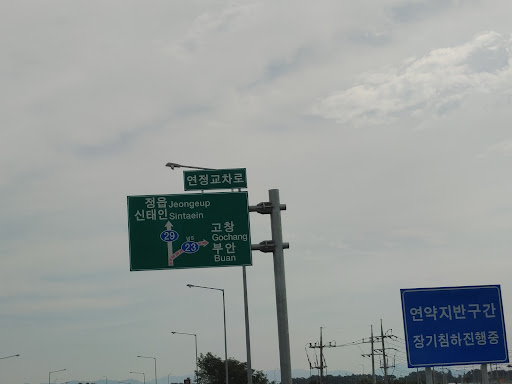 연정교차로
정읍 Jeongeup
신태인 Sintaein
29
23
고창
Gochang
부안
Buan
연약지반구간
장기침하진행중